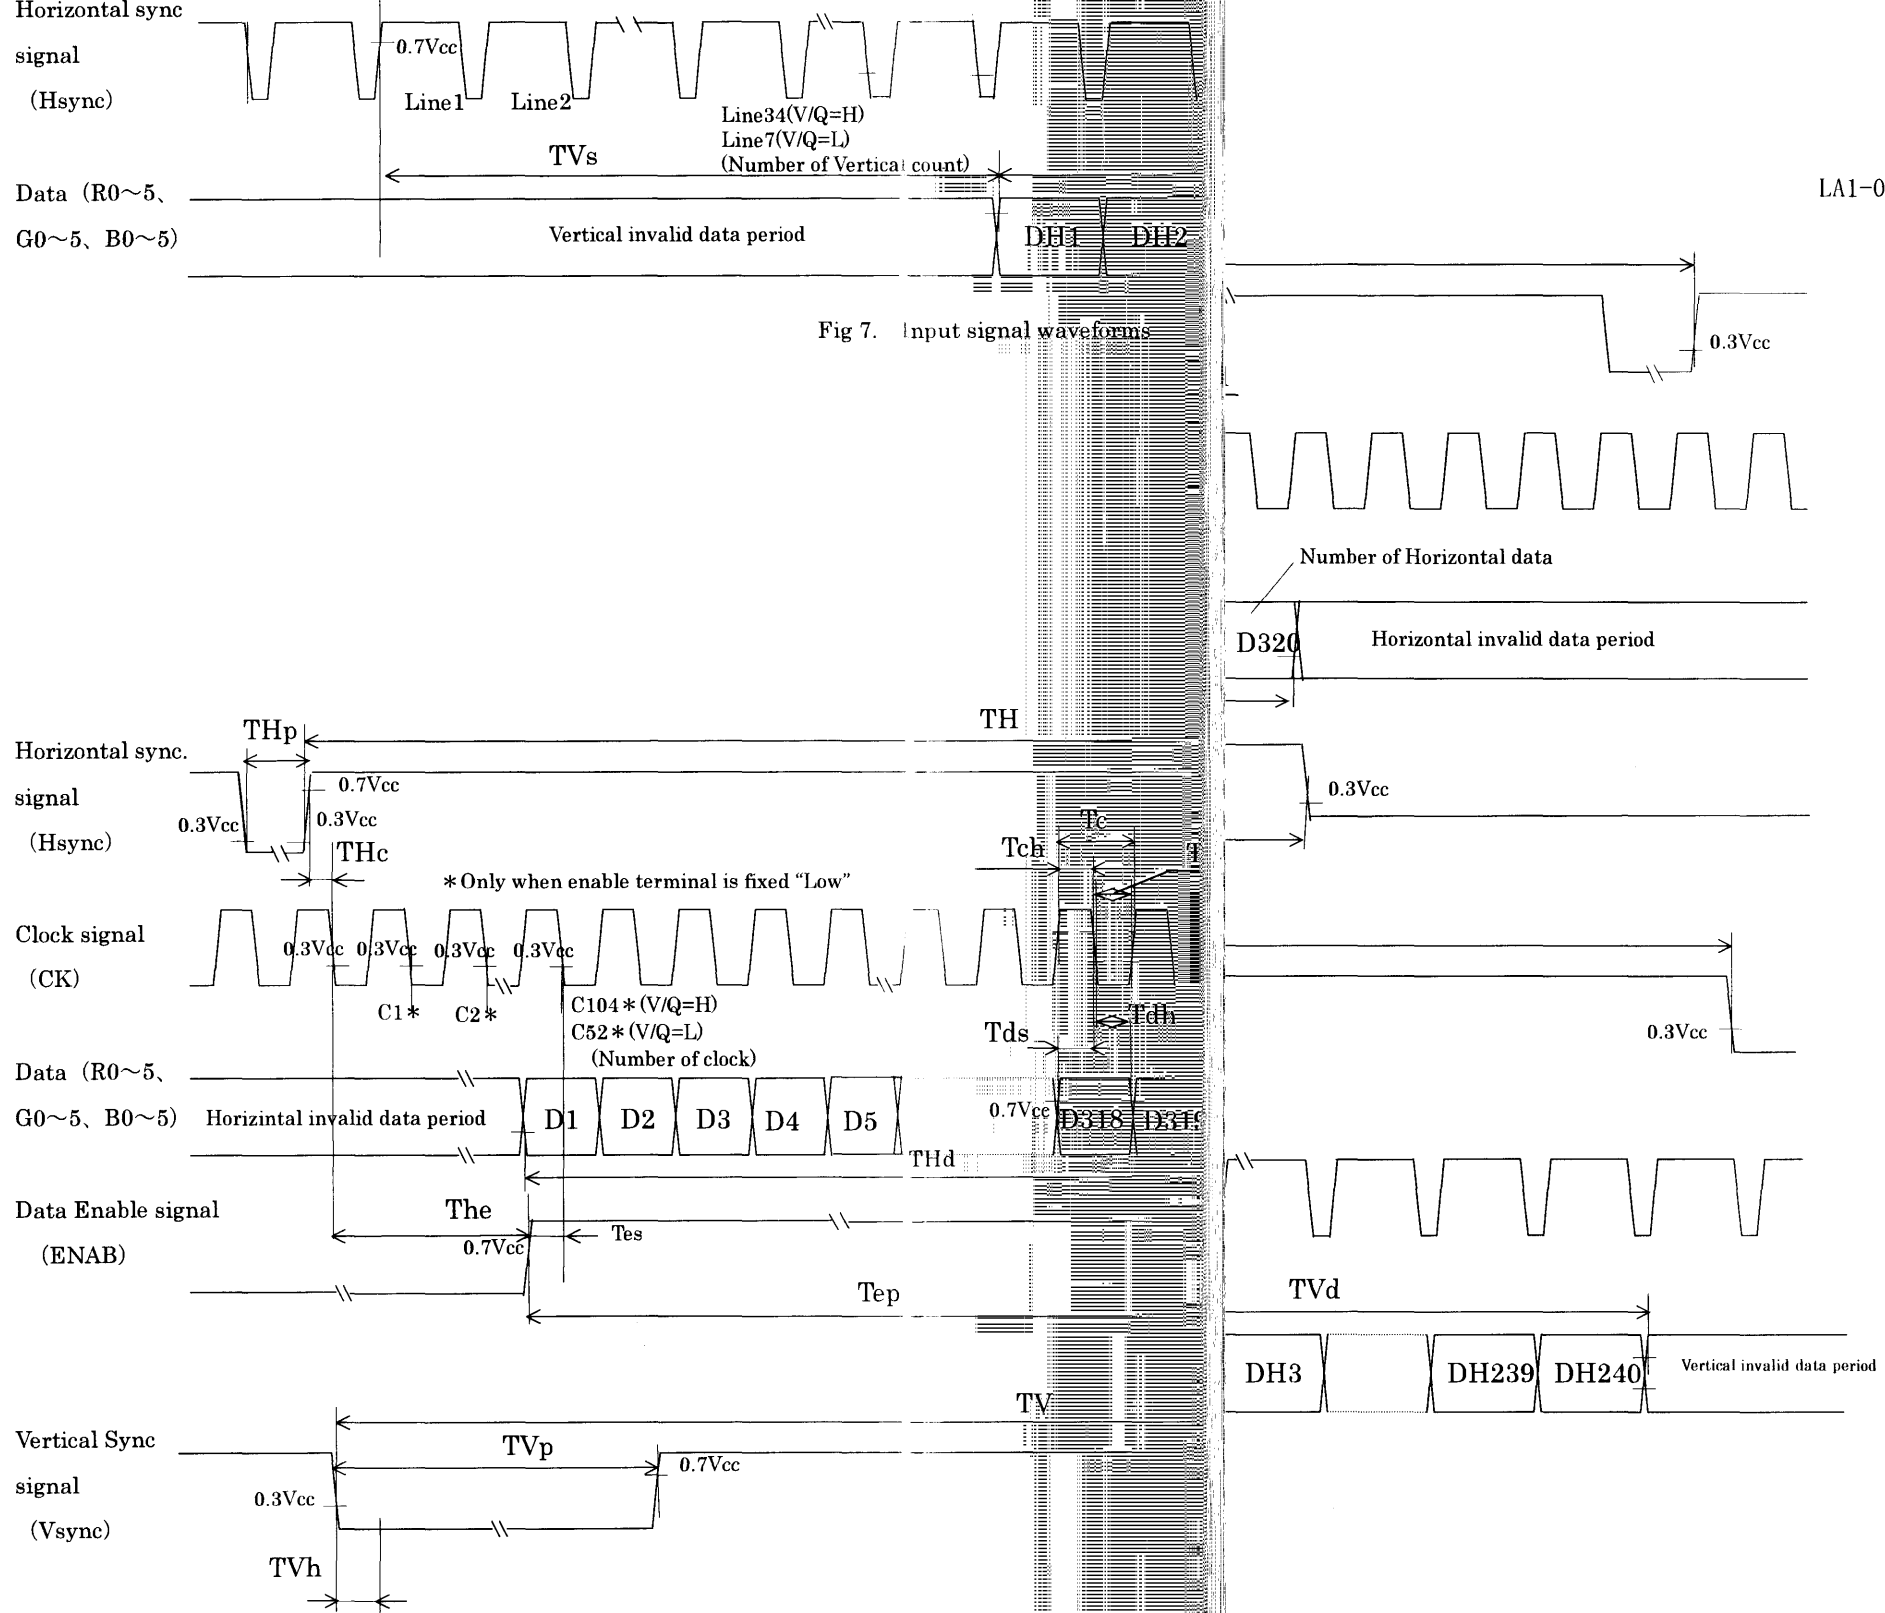 Horizontal sync
signal
（Hsync）
0.7Vcc
Line1
Line2
Line34(V/Q=H)
Line7(V/Q=L)
(Number of Vertical count)
TVs
LA1-0
Data（R0～5、
G0～5、B0～5）
Vertical invalid data period
DH1
DH2
Fig 7. Input signal waveforms
0.3Vcc
Number of Horizontal data
D320
Horizontal invalid data period
THp
TH
Horizontal sync.
signal
（Hsync）
0.7Vcc
0.3Vcc
0.3Vcc
0.3Vcc
THc
Tc
Tch
＊Only when enable terminal is fixed “Low”
Clock signal
（CK）
0.3Vcc
0.3Vcc
0.3Vcc
0.3Vcc
C1＊
C2＊
C104＊(V/Q=H)
C52＊(V/Q=L)
(Number of clock)
Tds
Tdh
0.3Vcc
Data（R0～5、
G0～5、B0～5）
Horizintal invalid data period
D1
D2
D3
D4
D5
0.7Vcc
D318
D319
THd
Data Enable signal
（ENAB）
The
0.7Vcc
Tes
Tep
TVd
DH3
DH239
DH240
Vertical invalid data period
TV
Vertical Sync
signal
（Vsync）
TVp
0.7Vcc
0.3Vcc
TVh